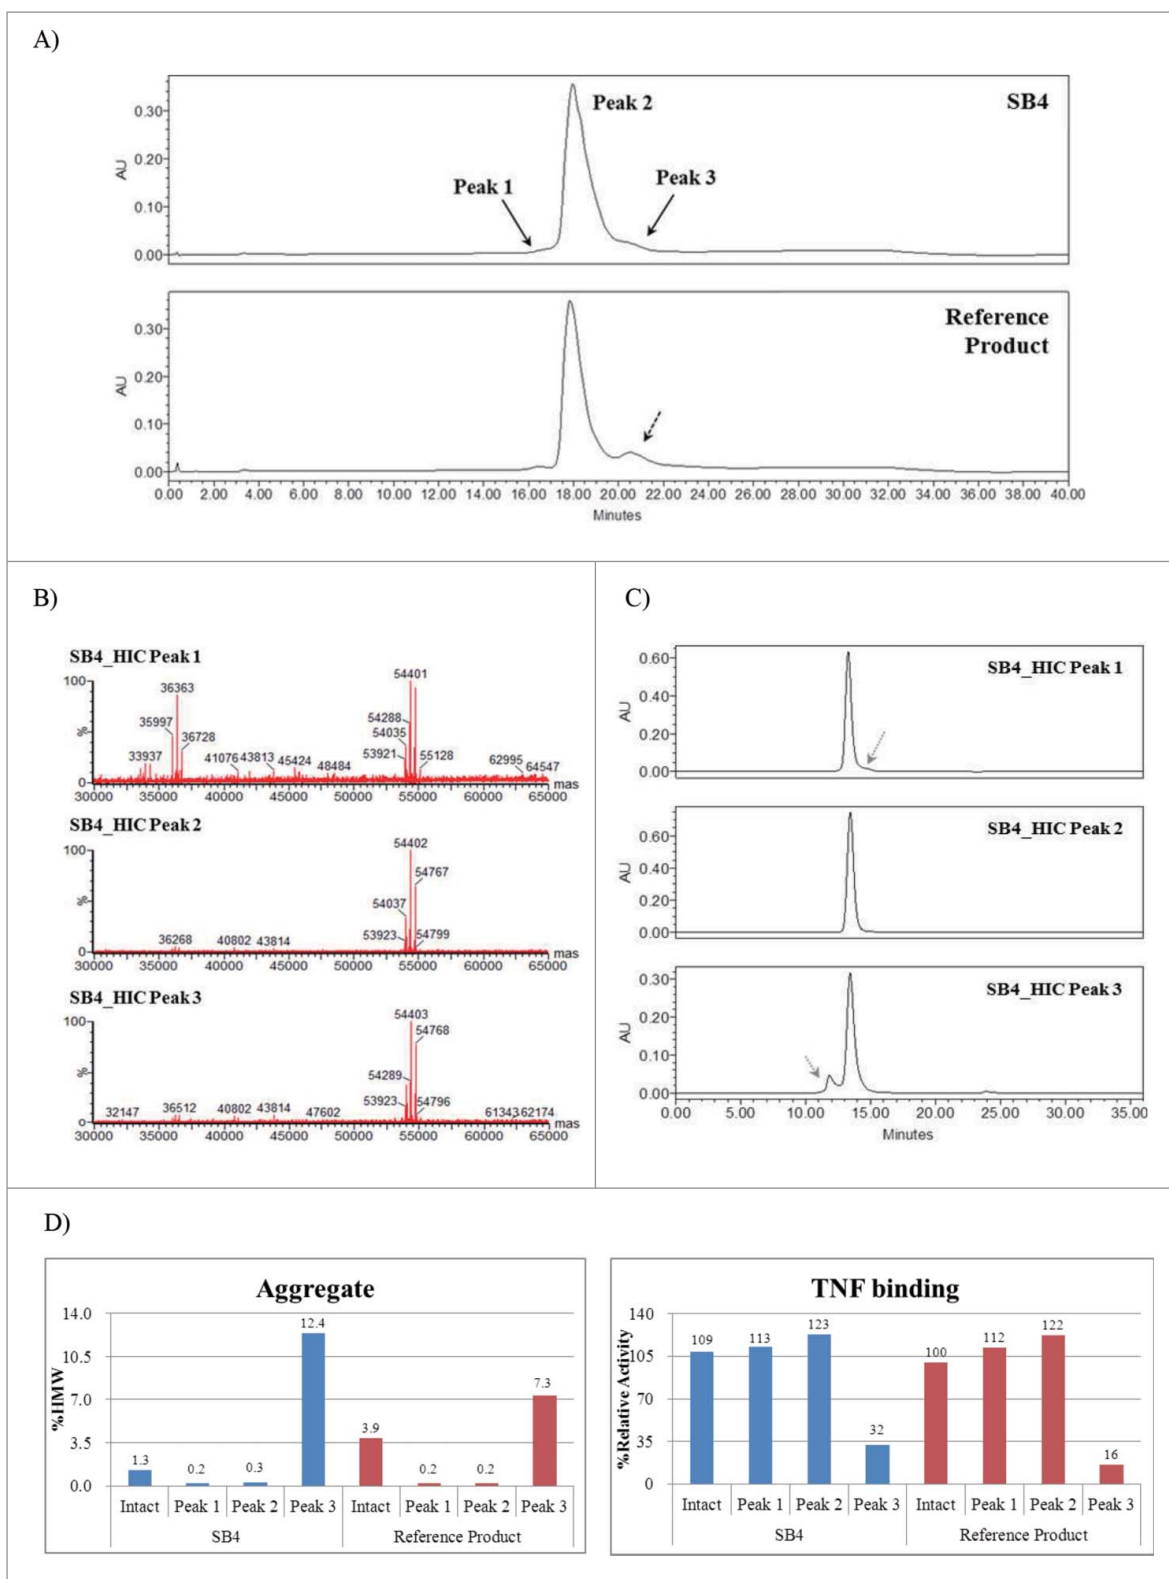 A)
SB4
Peak 2
Peak 1
Peak 3
AU
0.30
0.20
0.10
0.00
Reference
Product
AU
0.30
0.20
0.10
0.00
0.00 2.00 4.00 6.00 8.00 10.00 12.00 14.00 16.00 18.00 20.00 22.00 24.00 26.00 28.00 30.00 32.00 34.00 36.00 38.00 40.00
Minutes
B)
SB4_HIC Peak 1
100
%
0
36363
35997
36728
33937
41076
43813
45424
48484
54401
54288
54035
53921
55128
62995
64547
30000 35000 40000 45000 50000 55000 60000 65000
mas
SB4_HIC Peak 2
100
%
0
54402
54767
54037
53923
54799
36268
40802
43814
30000 35000 40000 45000 50000 55000 60000 65000
mas
SB4_HIC Peak 3
100
%
0
54403
54768
54289
53923
54796
32147
36512
40802
43814
47602
61343
62174
30000 35000 40000 45000 50000 55000 60000 65000
mas
C)
SB4_HIC Peak 1
AU
0.60
0.40
0.20
0.00
SB4_HIC Peak 2
AU
0.60
0.40
0.20
0.00
SB4_HIC Peak 3
AU
0.30
0.20
0.10
0.00
0.00 5.00 10.00 15.00 20.00 25.00 30.00 35.00
Minutes
D)
Aggregate
%HMW
14.0
10.5
7.0
3.5
0.0
1.3 0.2 0.3 12.4 3.9 0.2 0.2 7.3
Intact Peak 1 Peak 2 Peak 3 Intact Peak 1 Peak 2 Peak 3
SB4 Reference Product
TNF binding
%Relative Activity
140
105
70
35
0
109 113 123 32 100 112 122 16
Intact Peak 1 Peak 2 Peak 3 Intact Peak 1 Peak 2 Peak 3
SB4 Reference Product